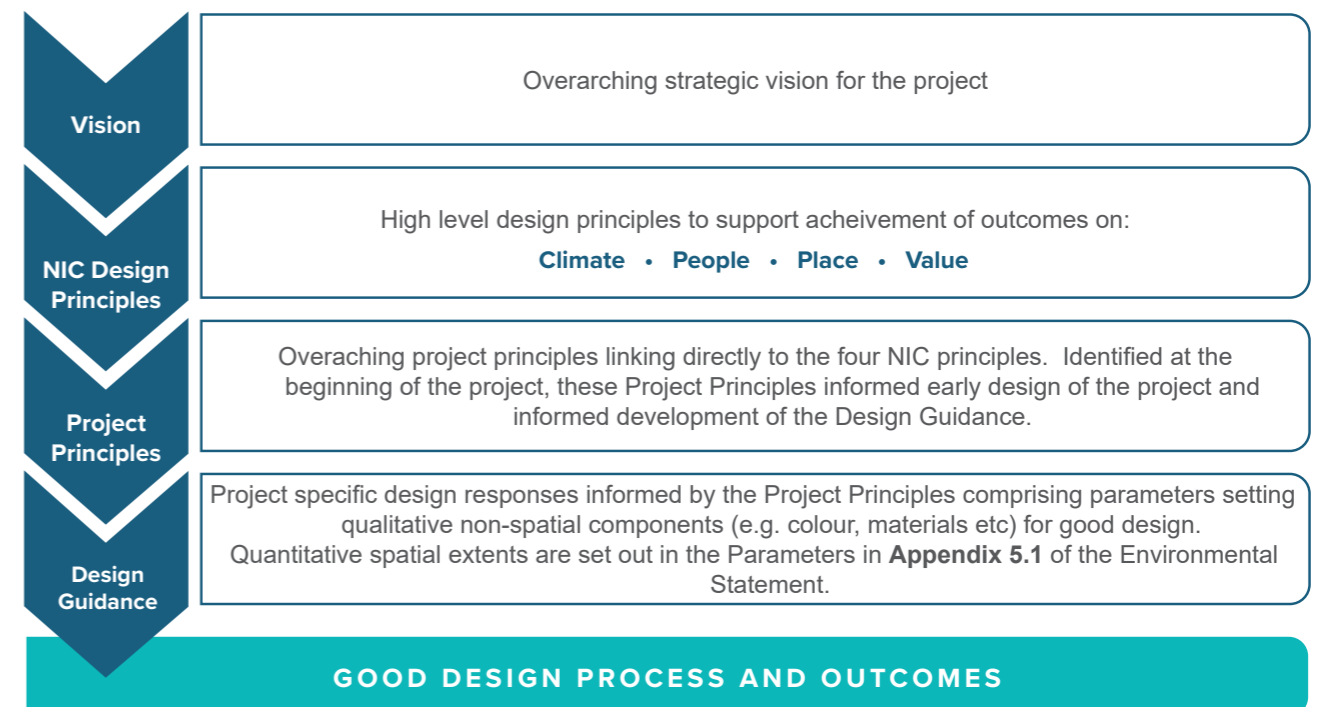 Vision
Overarching strategic vision for the project
NIC Design
Principles
High level design principles to support acheivement of outcomes on:
Climate • People • Place • Value
Project
Principles
Overaching project principles linking directly to the four NIC principles.  Identified at the
beginning of the project, these Project Principles informed early design of the project and
informed development of the Design Guidance.
Design
Guidance
Project specific design responses informed by the Project Principles comprising parameters setting
qualitative non-spatial components (e.g. colour, materials etc) for good design.
Quantitative spatial extents are set out in the Parameters in Appendix 5.1 of the Environmental
Statement.
GOOD DESIGN PROCESS AND OUTCOMES